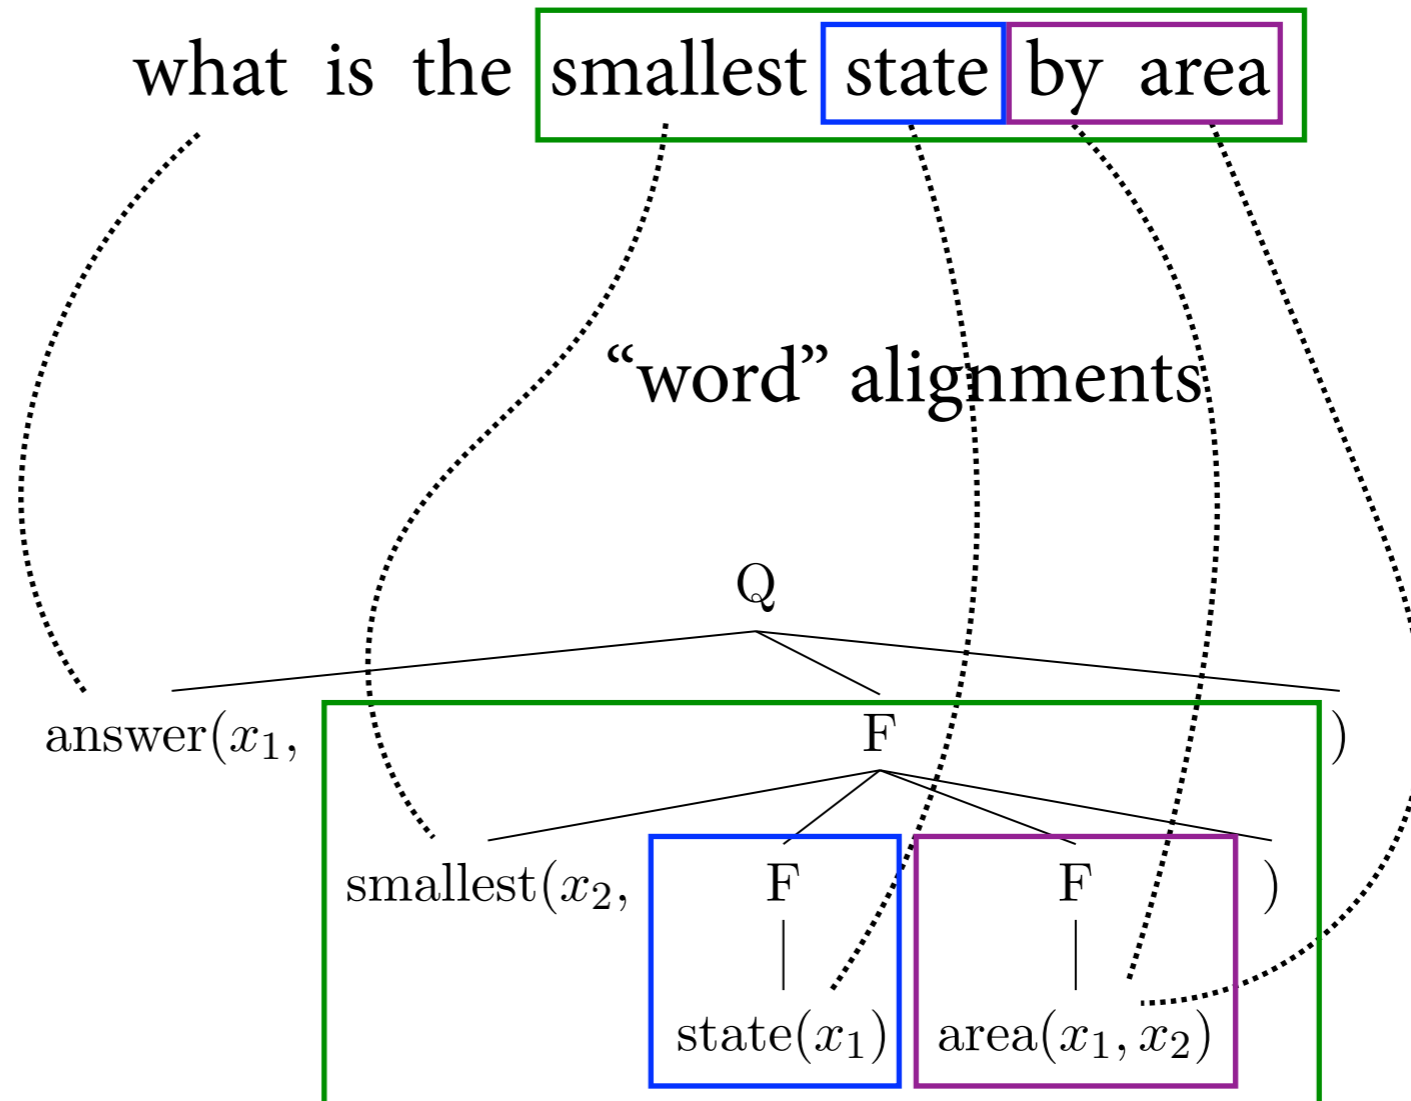 what is the smallest state by area
“word” alignments
Q
answer(x₁, F )
smallest(x₂, F F )
state(x₁) area(x₁, x₂)